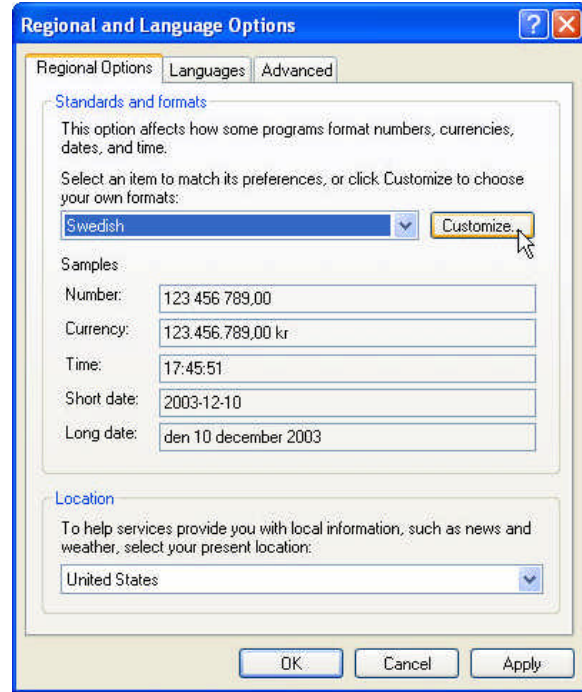 Regional and Language Options
Regional Options Languages Advanced
Standards and formats
This option affects how some programs format numbers, currencies,
dates, and time.
Select an item to match its preferences, or click Customize to choose
your own formats:
Swedish Customize...
Samples
Number: 123 456 789,00
Currency: 123.456.789,00 kr
Time: 17:45:51
Short date: 2003-12-10
Long date: den 10 december 2003
Location
To help services provide you with local information, such as news and
weather, select your present location:
United States
OK Cancel Apply